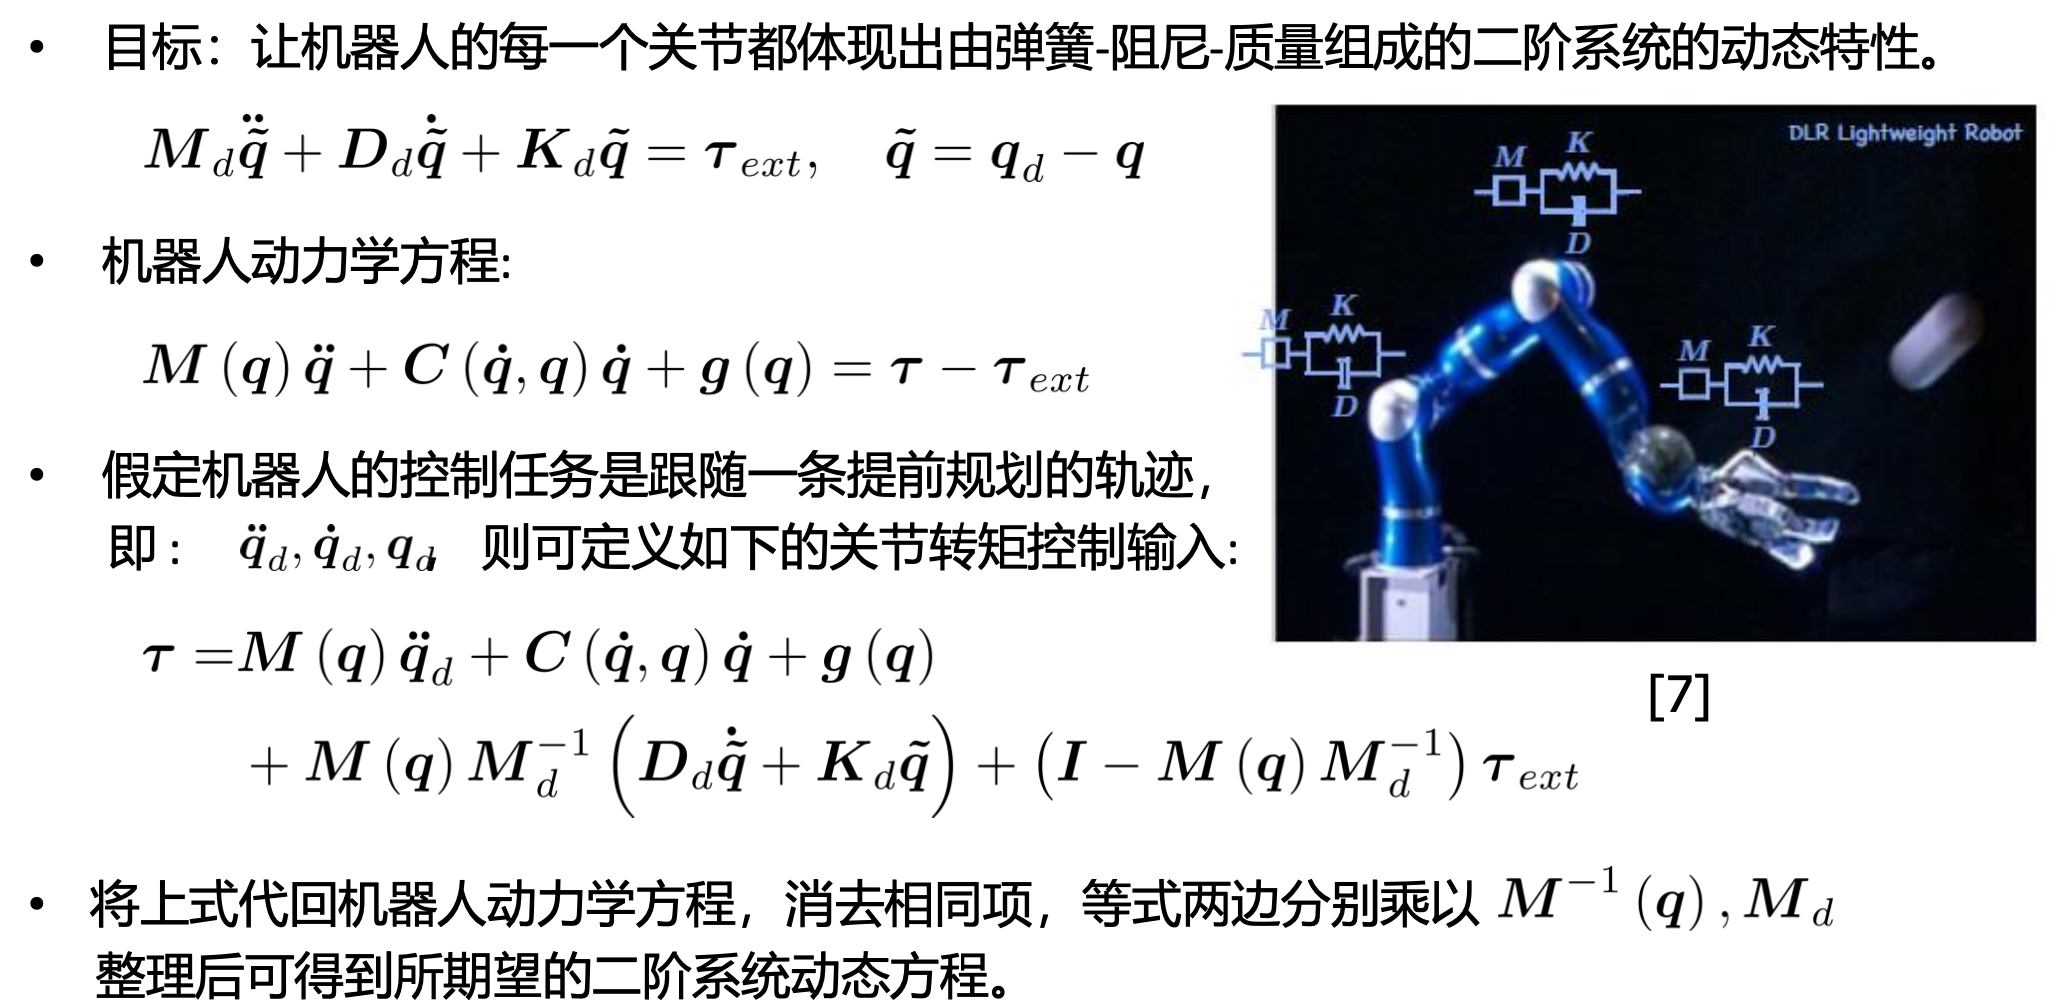 • 目标：让机器人的每一个关节都体现出由弹簧-阻尼-质量组成的二阶系统的动态特性。
$M_d\ddot{\tilde{q}} + D_d\dot{\tilde{q}} + K_d\tilde{q} = \tau_{ext}, \quad \tilde{q} = q_d - q$
DLR Lightweight Robot
M K D
M K D
M K D
• 机器人动力学方程:
$M(q)\ddot{q} + C(\dot{q}, q)\dot{q} + g(q) = \tau - \tau_{ext}$
• 假定机器人的控制任务是跟随一条提前规划的轨迹，
即： $\ddot{q}_d, \dot{q}_d, q_d,$ 则可定义如下的关节转矩控制输入:
$\tau = M(q)\ddot{q}_d + C(\dot{q}, q)\dot{q} + g(q)$
$+ M(q)M_d^{-1}\left(D_d\dot{\tilde{q}} + K_d\tilde{q}\right) + \left(I - M(q)M_d^{-1}\right)\tau_{ext}$
[7]
• 将上式代回机器人动力学方程，消去相同项，等式两边分别乘以 $M^{-1}(q), M_d$
整理后可得到所期望的二阶系统动态方程。